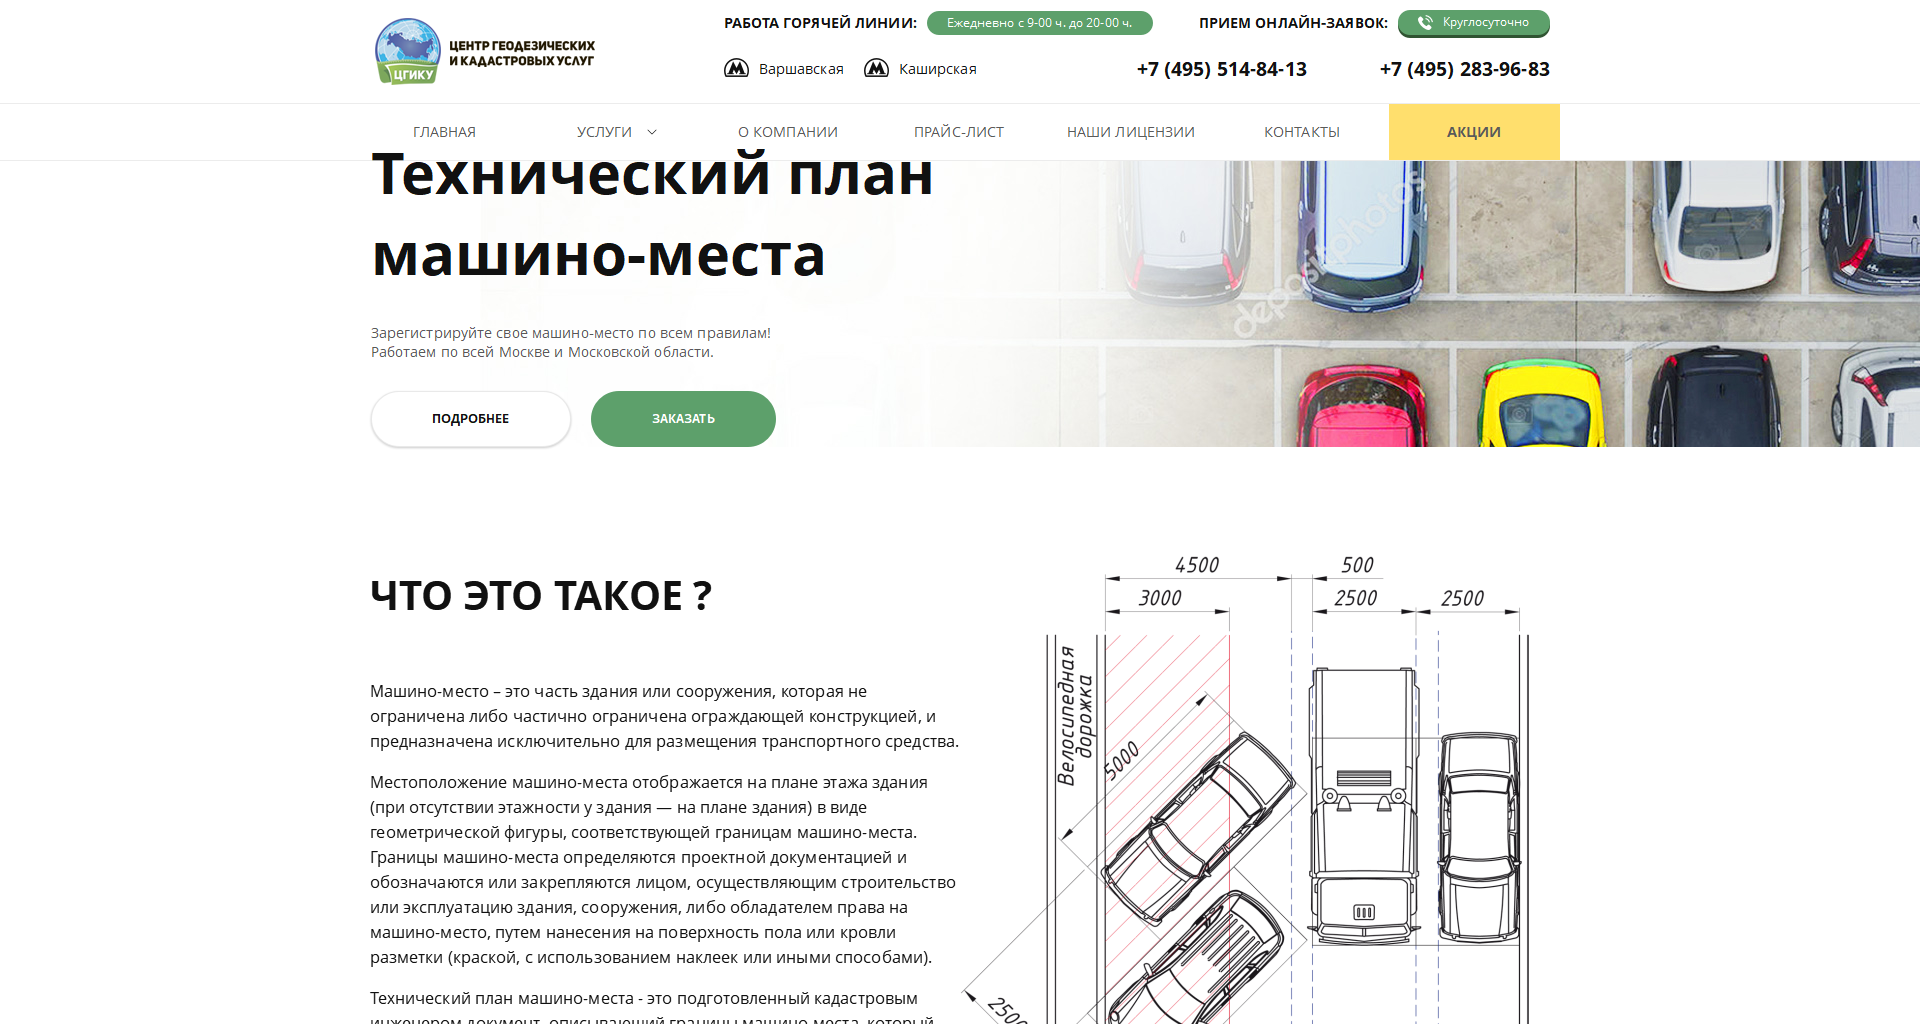 ЦЕНТР ГЕОДЕЗИЧЕСКИХ
И КАДАСТРОВЫХ УСЛУГ
ЦГИКУ
РАБОТА ГОРЯЧЕЙ ЛИНИИ: Ежедневно с 9-00 ч. до 20-00 ч.
ПРИЕМ ОНЛАЙН-ЗАЯВОК: Круглосуточно
Варшавская Каширская +7 (495) 514-84-13 +7 (495) 283-96-83
ГЛАВНАЯ УСЛУГИ О КОМПАНИИ ПРАЙС-ЛИСТ НАШИ ЛИЦЕНЗИИ КОНТАКТЫ АКЦИИ
Технический план
машино-места
depositphotos
Зарегистрируйте свое машино-место по всем правилам!
Работаем по всей Москве и Московской области.
ПОДРОБНЕЕ ЗАКАЗАТЬ
ЧТО ЭТО ТАКОЕ ?
Машино-место – это часть здания или сооружения, которая не
ограничена либо частично ограничена ограждающей конструкцией, и
предназначена исключительно для размещения транспортного средства.
Местоположение машино-места отображается на плане этажа здания
(при отсутствии этажности у здания — на плане здания) в виде
геометрической фигуры, соответствующей границам машино-места.
Границы машино-места определяются проектной документацией и
обозначаются или закрепляются лицом, осуществляющим строительство
или эксплуатацию здания, сооружения, либо обладателем права на
машино-место, путем нанесения на поверхность пола или кровли
разметки (краской, с использованием наклеек или иными способами).
Технический план машино-места - это подготовленный кадастровым
инженером документ, описывающий границы машино-места, который
4500 500
3000 2500 2500
Велосипедная
дорожка
5000
2500